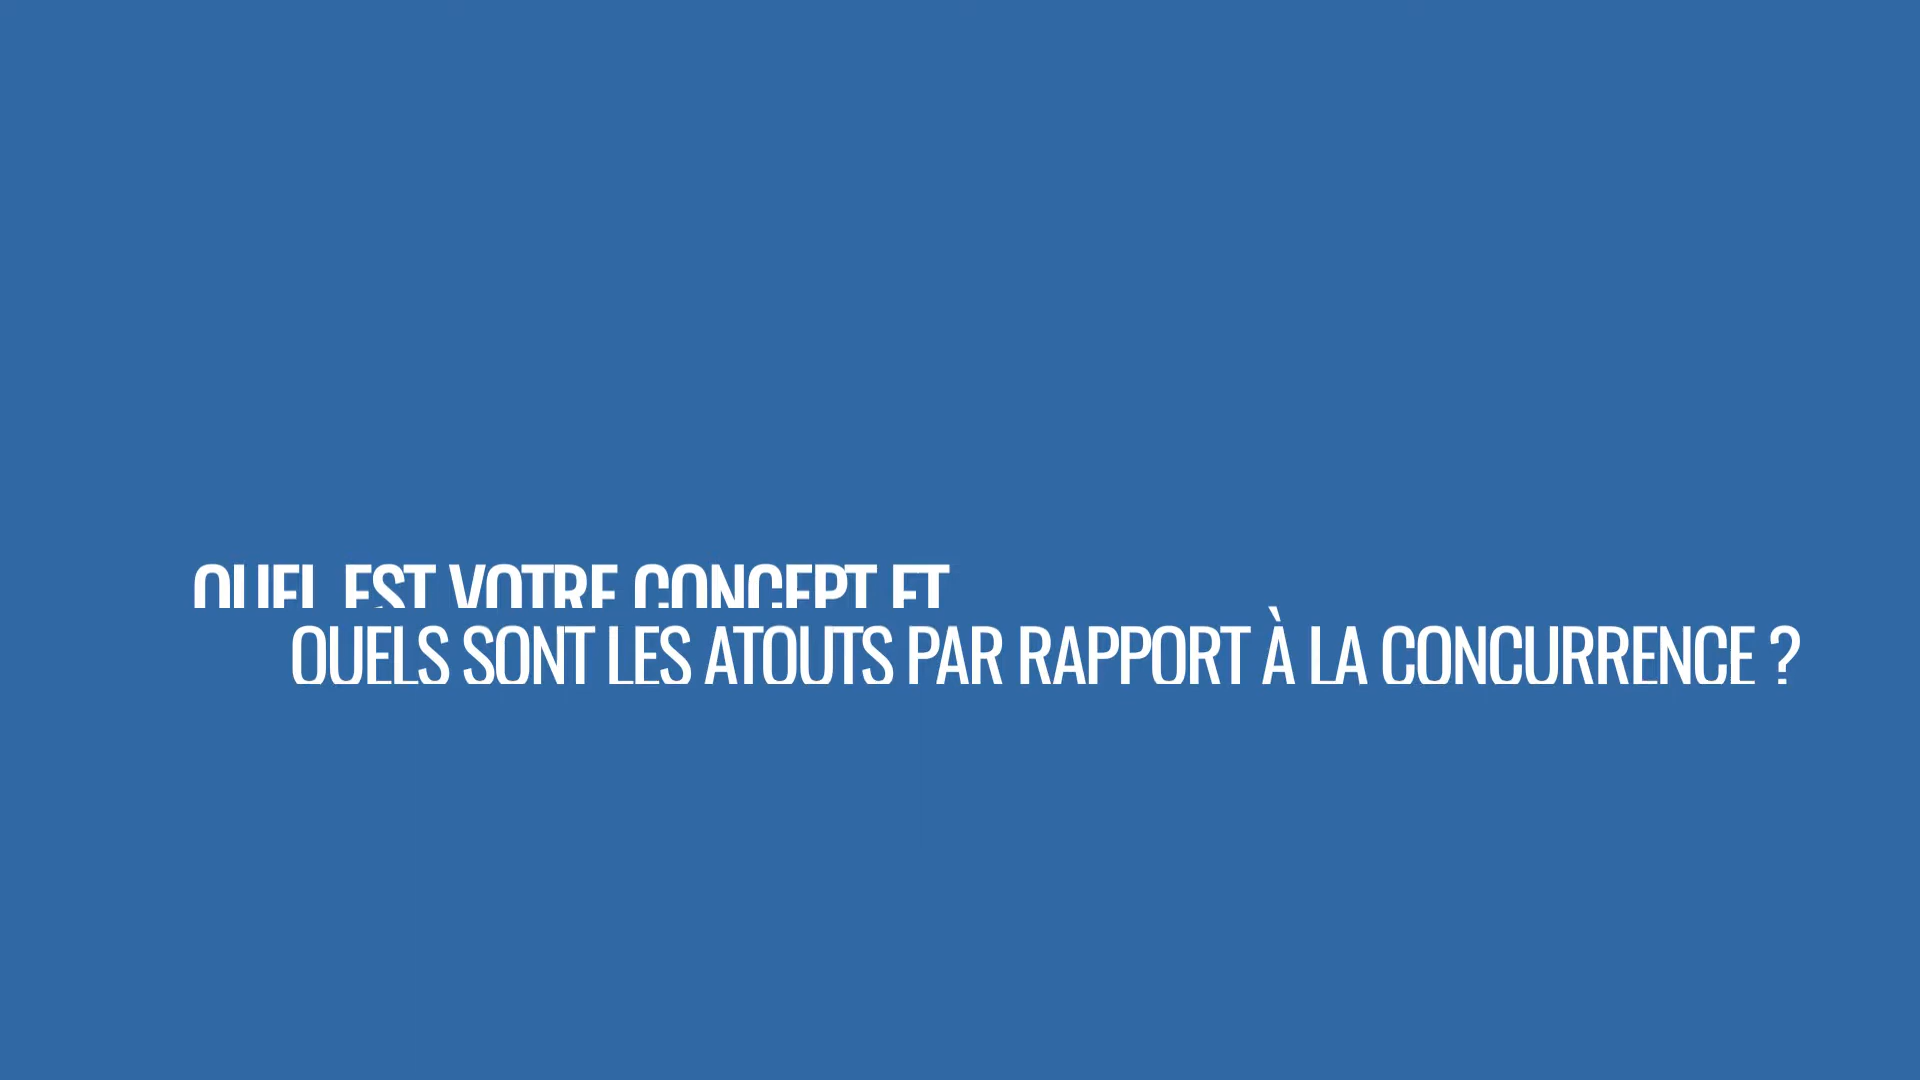 QUEL EST VOTRE CONCEPT ET
QUELS SONT LES ATOUTS PAR RAPPORT À LA CONCURRENCE ?